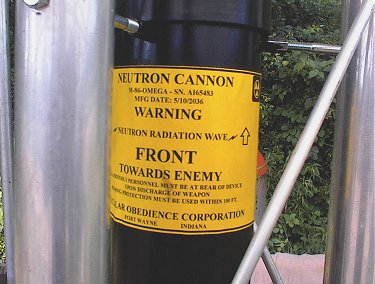 NEUTRON CANNON
M-86-OMEGA - SN. A165483
MFG DATE: 5/10/2036
WARNING
NEUTRON RADIATION WAVE
FRONT
TOWARDS ENEMY
PERSONNEL MUST BE AT REAR OF DEVICE
UPON DISCHARGE OF WEAPON
PROTECTION MUST BE USED WITHIN 100 FT.
OBEDIENCE CORPORATION
FORT WAYNE INDIANA